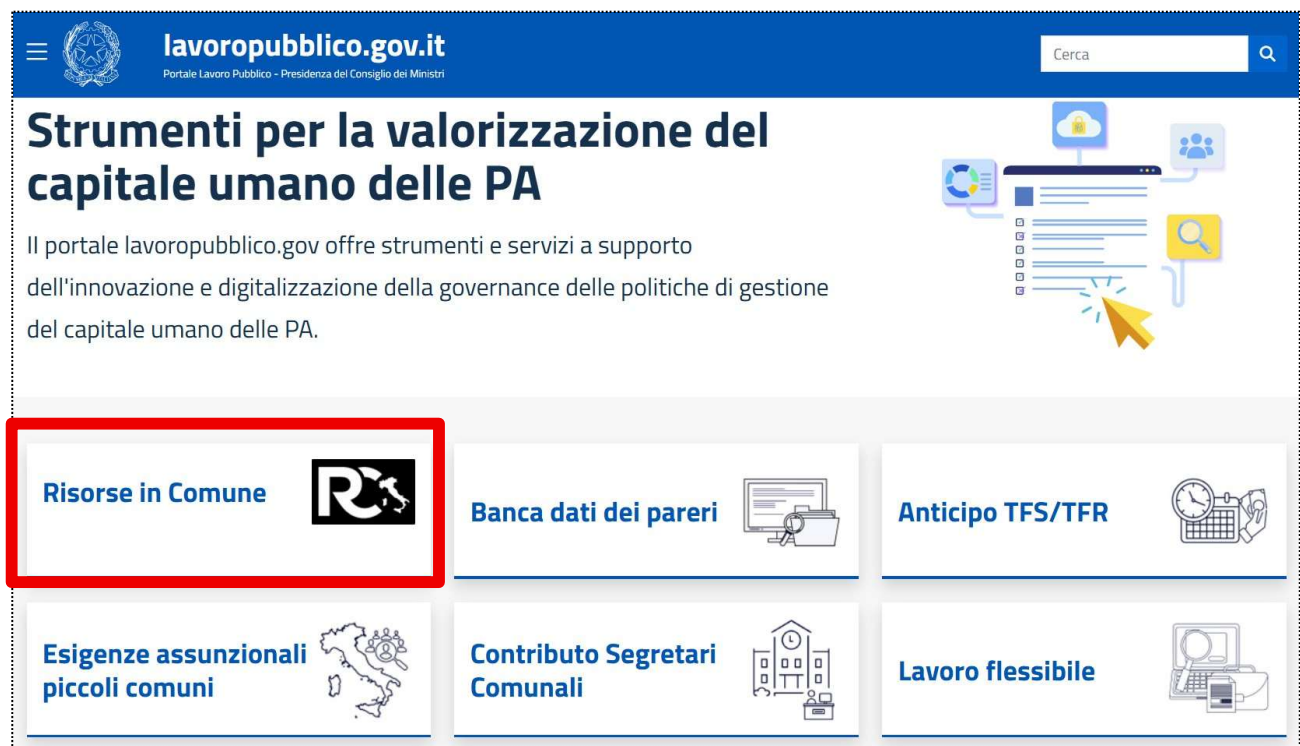 lavoropubblico.gov.it
Portale Lavoro Pubblico - Presidenza del Consiglio dei Ministri
Cerca
Strumenti per la valorizzazione del
capitale umano delle PA
Il portale lavoropubblico.gov offre strumenti e servizi a supporto
dell'innovazione e digitalizzazione della governance delle politiche di gestione
del capitale umano delle PA.
Risorse in Comune
RC
Banca dati dei pareri
Anticipo TFS/TFR
Esigenze assunzionali
piccoli comuni
Contributo Segretari
Comunali
Lavoro flessibile